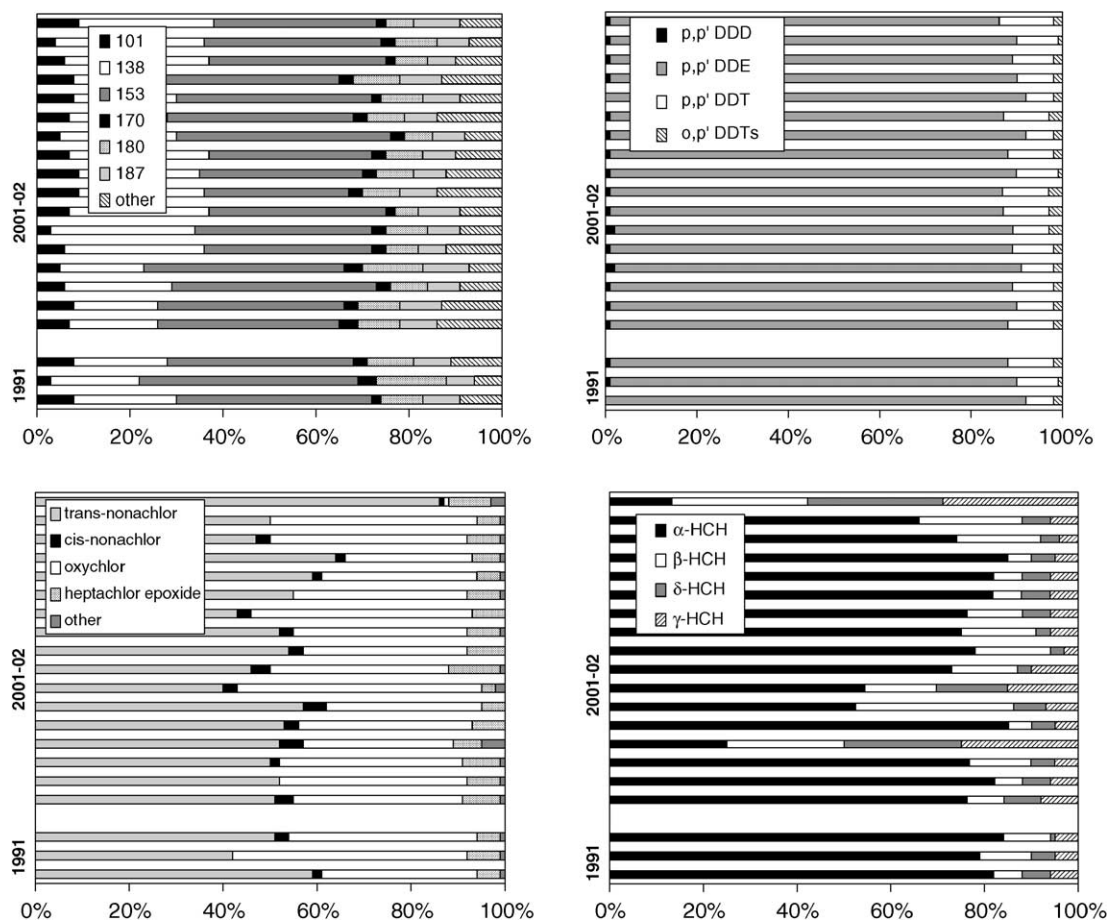 101
138
153
170
180
187
other
2001-02
1991
0% 20% 40% 60% 80% 100%
p,p' DDD
p,p' DDE
p,p' DDT
o,p' DDTs
2001-02
1991
0% 20% 40% 60% 80% 100%
trans-nonachlor
cis-nonachlor
oxychlor
heptachlor epoxide
other
2001-02
1991
0% 20% 40% 60% 80% 100%
α-HCH
β-HCH
δ-HCH
γ-HCH
2001-02
1991
0% 20% 40% 60% 80% 100%